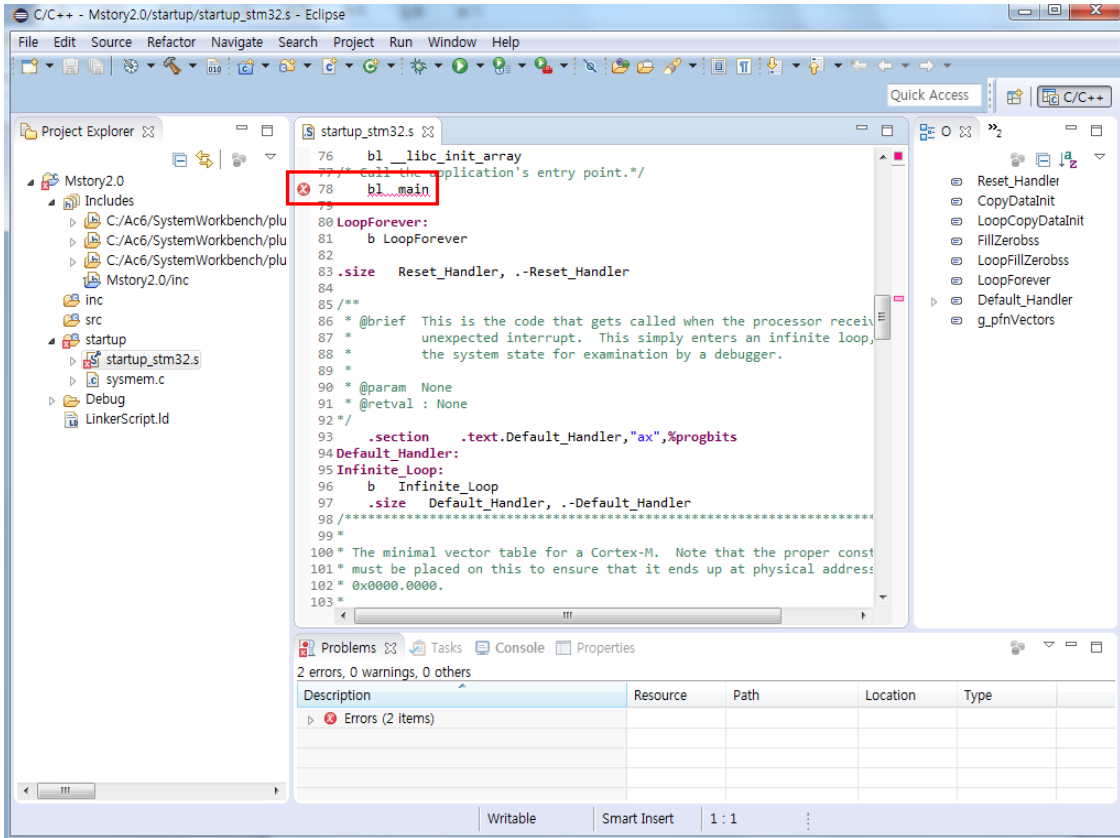 C/C++ - Mstory2.0/startup/startup_stm32.s - Eclipse
File Edit Source Refactor Navigate Search Project Run Window Help
Quick Access
C/C++
Project Explorer
Mstory2.0
Includes
C:/Ac6/SystemWorkbench/plu
C:/Ac6/SystemWorkbench/plu
C:/Ac6/SystemWorkbench/plu
Mstory2.0/inc
inc
src
startup
startup_stm32.s
sysmem.c
Debug
LinkerScript.ld
startup_stm32.s
76 bl __libc_init_array
77 /* Call the application's entry point.*/
78 bl main
79
80 LoopForever:
81 b LoopForever
82
83 .size Reset_Handler, .-Reset_Handler
84
85 /**
86 * @brief This is the code that gets called when the processor receiv
87 * unexpected interrupt. This simply enters an infinite loop,
88 * the system state for examination by a debugger.
89 *
90 * @param None
91 * @retval : None
92 */
93 .section .text.Default_Handler,"ax",%progbits
94 Default_Handler:
95 Infinite_Loop:
96 b Infinite_Loop
97 .size Default_Handler, .-Default_Handler
98 /******************************************************************************
99 *
100 * The minimal vector table for a Cortex-M. Note that the proper const
101 * must be placed on this to ensure that it ends up at physical address
102 * 0x0000.0000.
103 *
O
»2
Reset_Handler
CopyDataInit
LoopCopyDataInit
FillZerobss
LoopFillZerobss
LoopForever
Default_Handler
g_pfnVectors
Problems Tasks Console Properties
2 errors, 0 warnings, 0 others
Description Resource Path Location Type
Errors (2 items)
Writable Smart Insert 1 : 1